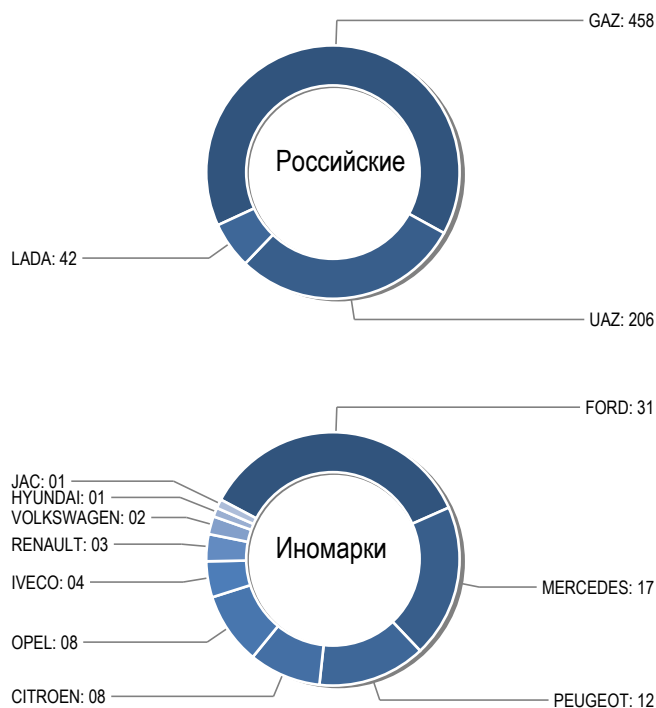 GAZ: 458
Российские
LADA: 42
UAZ: 206
FORD: 31
JAC: 01
HYUNDAI: 01
VOLKSWAGEN: 02
RENAULT: 03
Иномарки
IVECO: 04
MERCEDES: 17
OPEL: 08
CITROEN: 08
PEUGEOT: 12